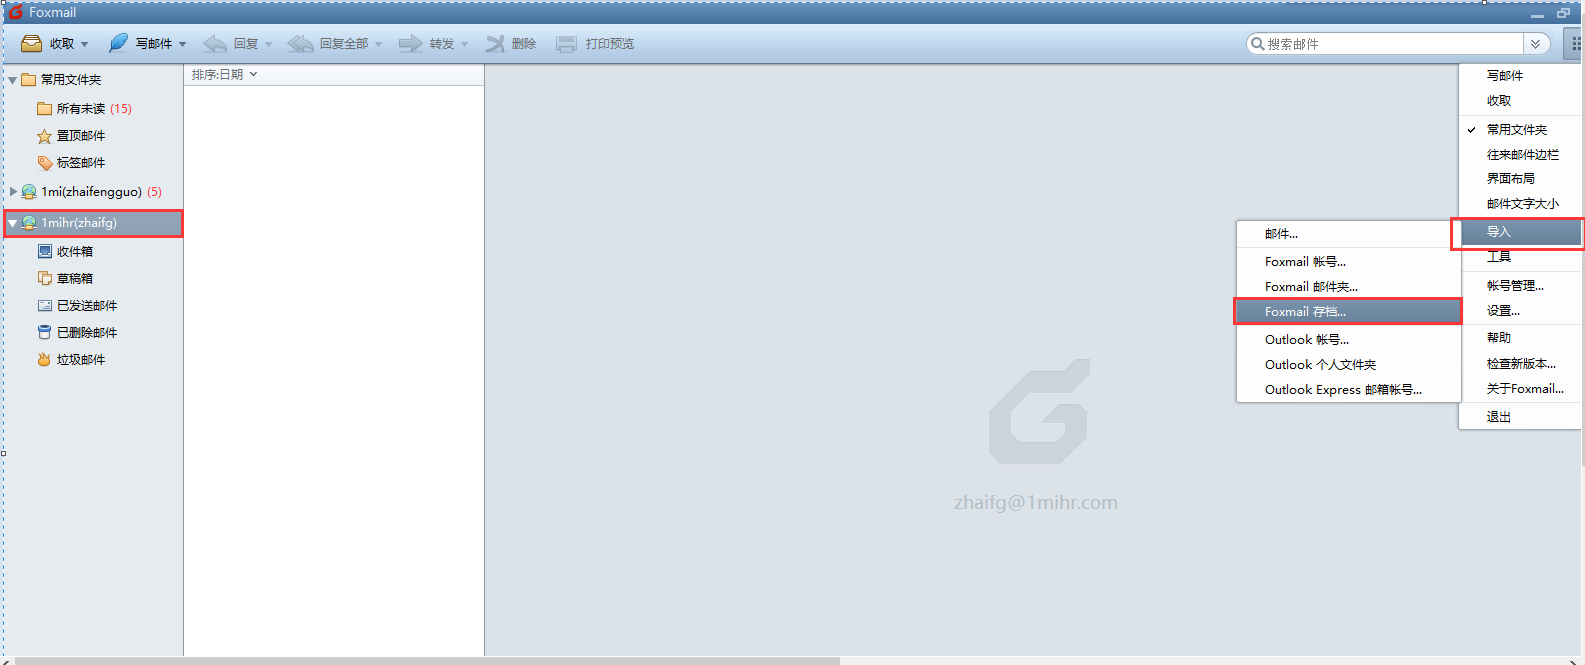 Foxmail
收取 写邮件 回复 回复全部 转发 删除 打印预览 搜索邮件
常用文件夹
所有未读 (15)
置顶邮件
标签邮件
1mi(zhaifengguo) (5)
1mihr(zhaifg)
收件箱
草稿箱
已发送邮件
已删除邮件
垃圾邮件
排序:日期
zhaifg@1mihr.com
写邮件
收取
常用文件夹
往来邮件边栏
界面布局
邮件文字大小
导入
工具
帐号管理...
设置...
帮助
检查新版本...
关于Foxmail...
退出
邮件...
Foxmail 帐号...
Foxmail 邮件夹...
Foxmail 存档...
Outlook 帐号...
Outlook 个人文件夹
Outlook Express 邮箱帐号...